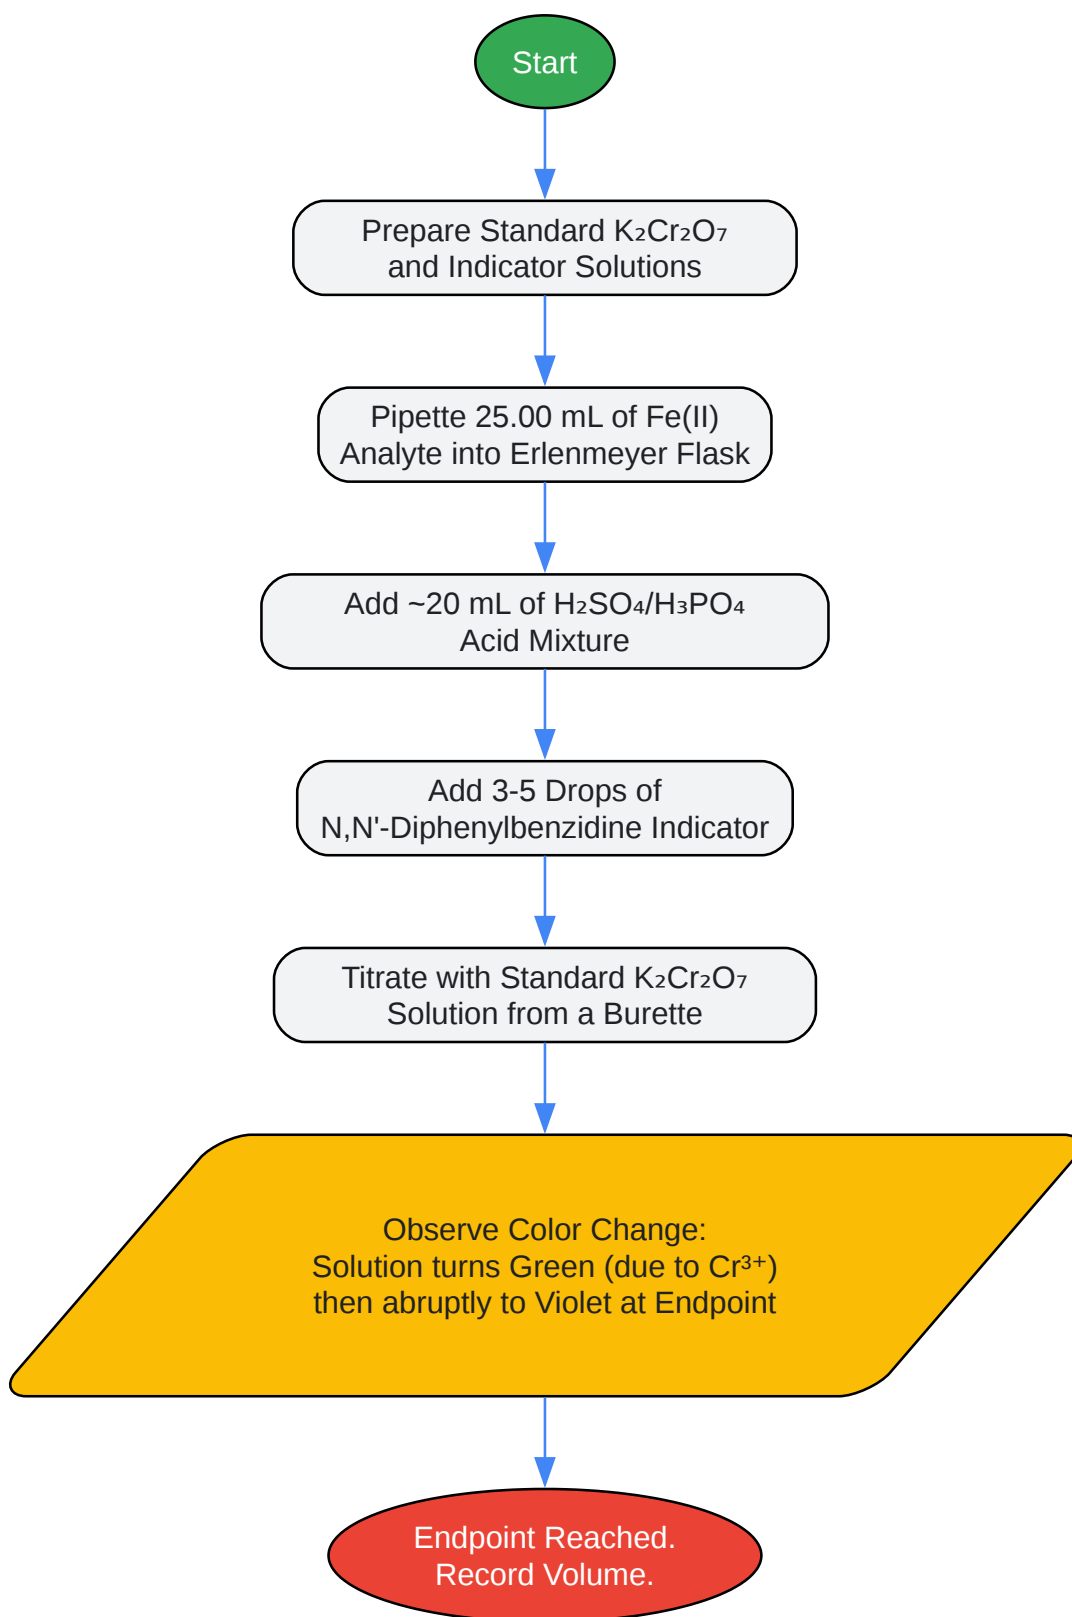 Start
Prepare Standard K₂Cr₂O₇
and Indicator Solutions
Pipette 25.00 mL of Fe(II)
Analyte into Erlenmeyer Flask
Add ~20 mL of H₂SO₄/H₃PO₄
Acid Mixture
Add 3-5 Drops of
N,N'-Diphenylbenzidine Indicator
Titrate with Standard K₂Cr₂O₇
Solution from a Burette
Observe Color Change:
Solution turns Green (due to Cr³⁺)
then abruptly to Violet at Endpoint
Endpoint Reached.
Record Volume.